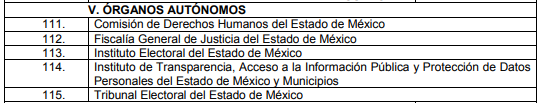 V. ÓRGANOS AUTÓNOMOS
111. Comisión de Derechos Humanos del Estado de México
112. Fiscalía General de Justicia del Estado de México
113. Instituto Electoral del Estado de México
114. Instituto de Transparencia, Acceso a la Información Pública y Protección de Datos
Personales del Estado de México y Municipios
115. Tribunal Electoral del Estado de México